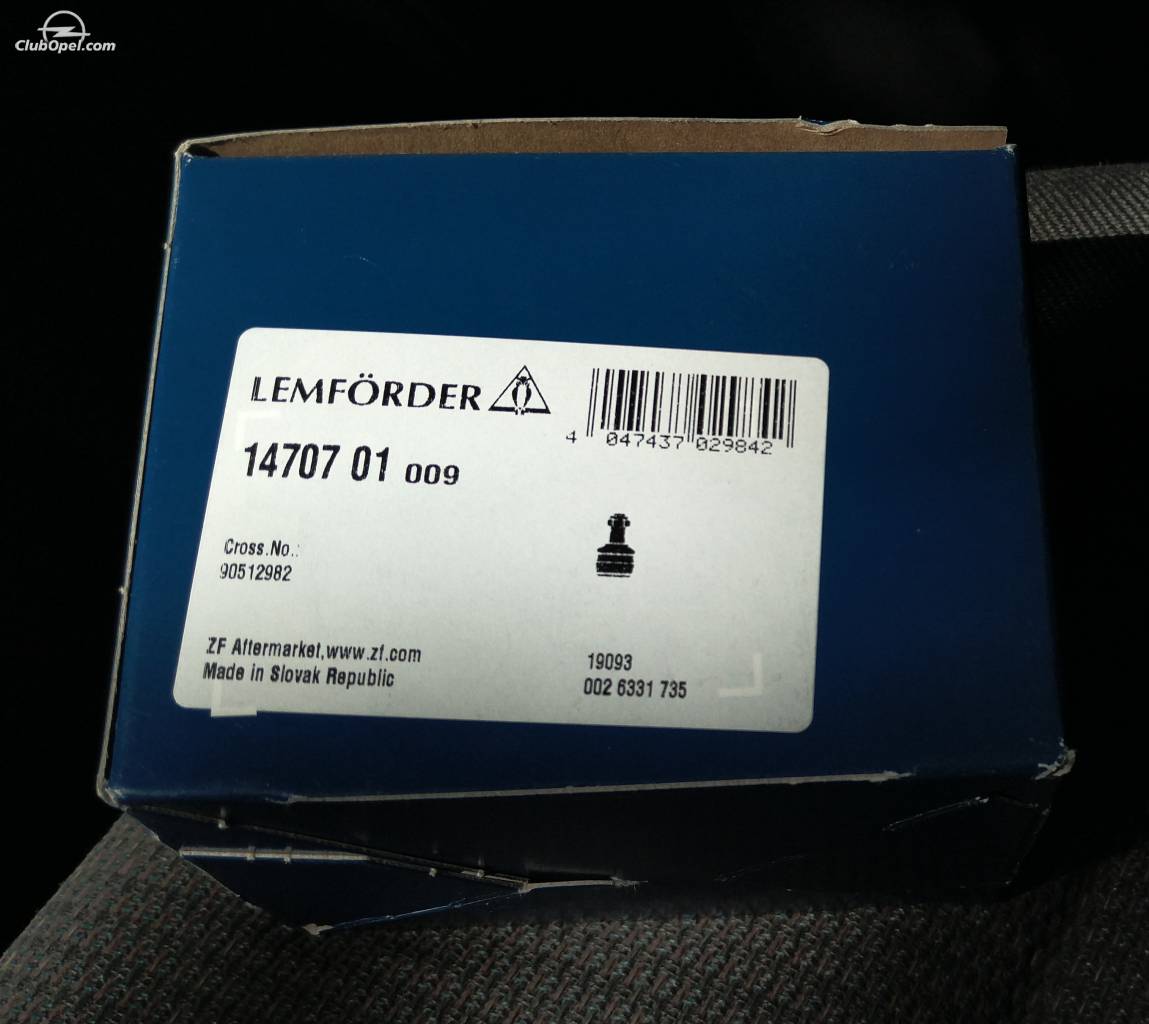 ClubOpel.com
LEMFÖRDER
4 047437 029842
14707 01 009
Cross.No.:
90512982
ZF Aftermarket,www.zf.com
Made in Slovak Republic
19093
002 6331 735